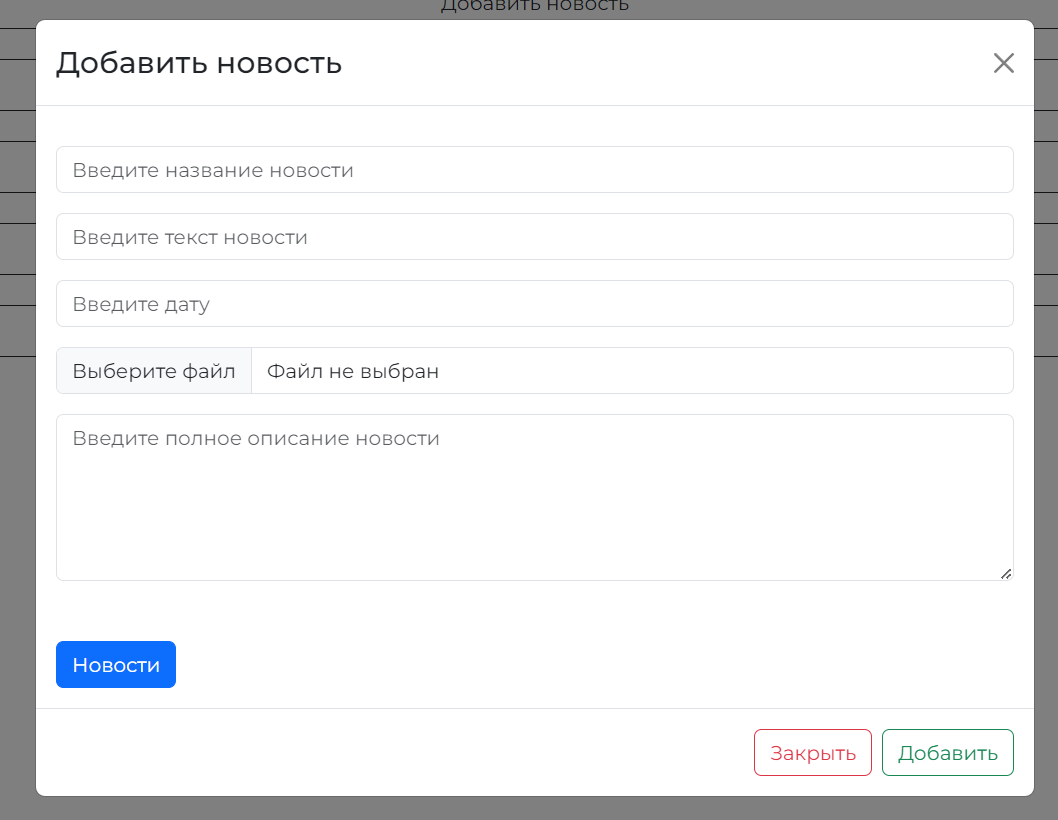 Добавить новость
Добавить новость
Введите название новости
Введите текст новости
Введите дату
Выберите файл Файл не выбран
Введите полное описание новости
Новости
Закрыть Добавить